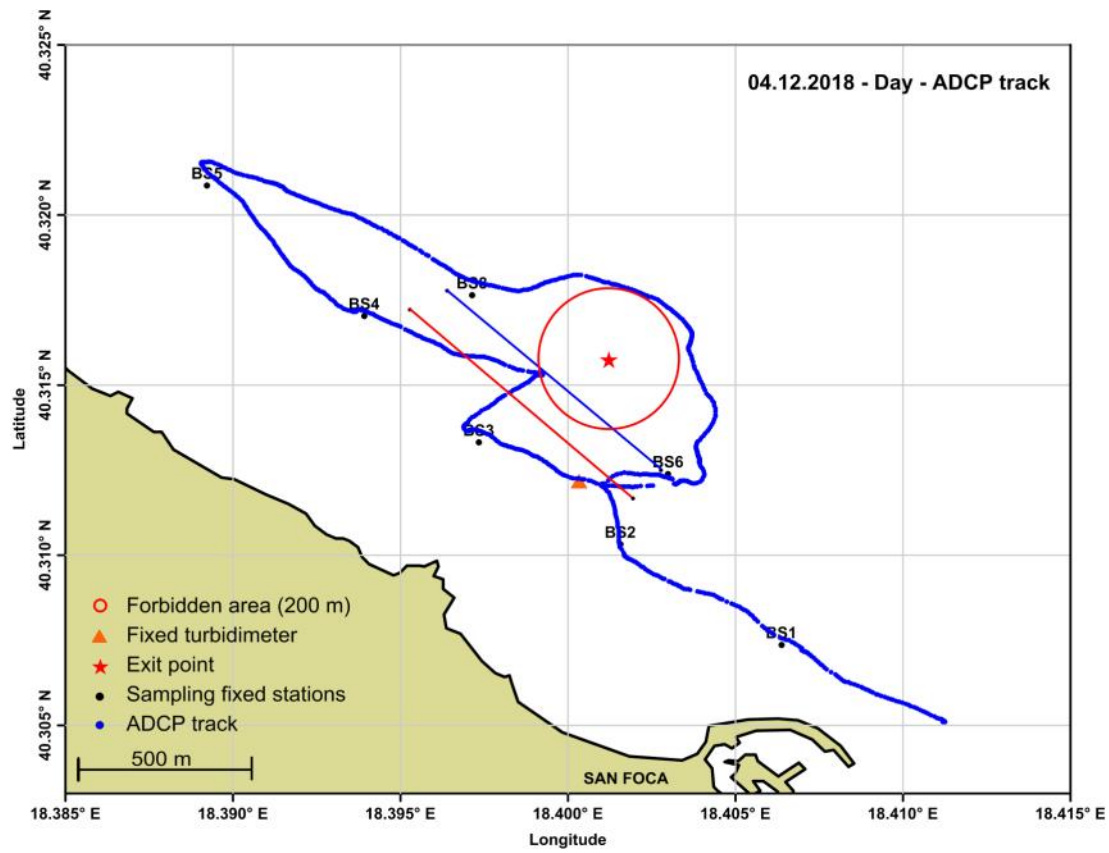 04.12.2018 - Day - ADCP track
40.325° N
40.320° N
40.315° N
40.310° N
40.305° N
Latitude
BS5
BS8
BS4
BS3
BS6
BS2
BS1
Forbidden area (200 m)
Fixed turbidimeter
Exit point
Sampling fixed stations
ADCP track
500 m
SAN FOCA
18.385° E
18.390° E
18.395° E
18.400° E
18.405° E
18.410° E
18.415° E
Longitude